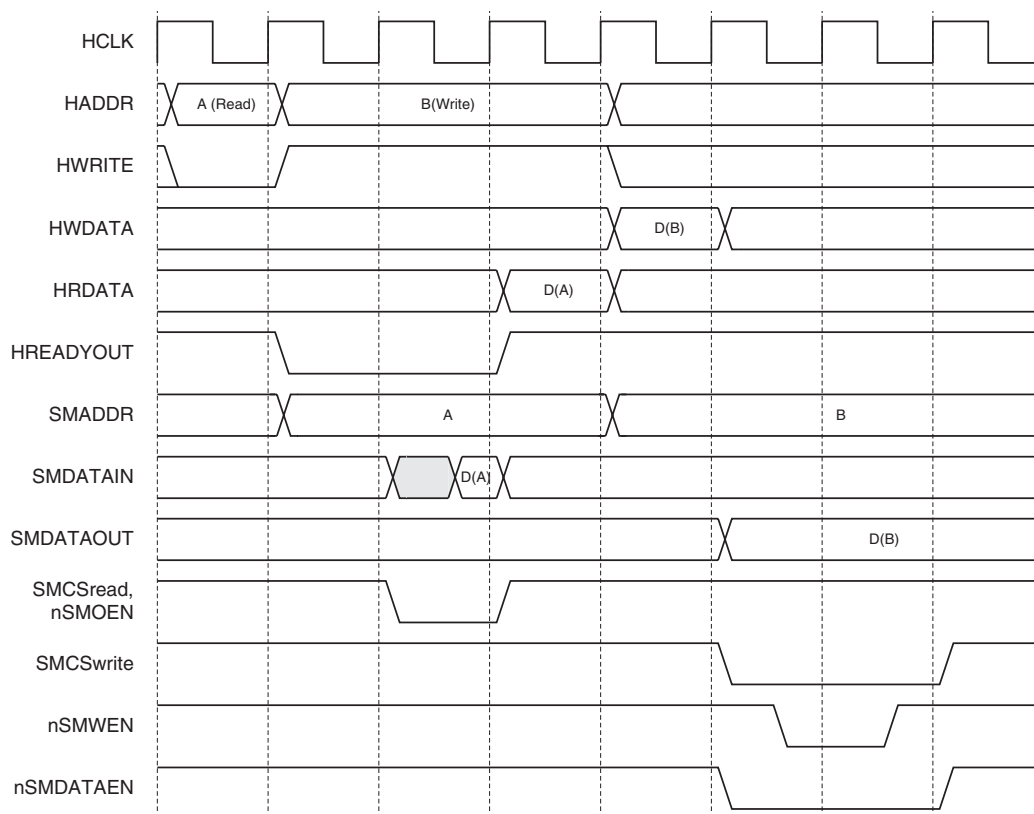 HCLK
HADDR
A (Read)
B(Write)
HWRITE
HWDATA
D(B)
HRDATA
D(A)
HREADYOUT
SMADDR
A
B
SMDATAIN
D(A)
SMDATAOUT
D(B)
SMCSread,
nSMOEN
SMCSwrite
nSMWEN
nSMDATAEN